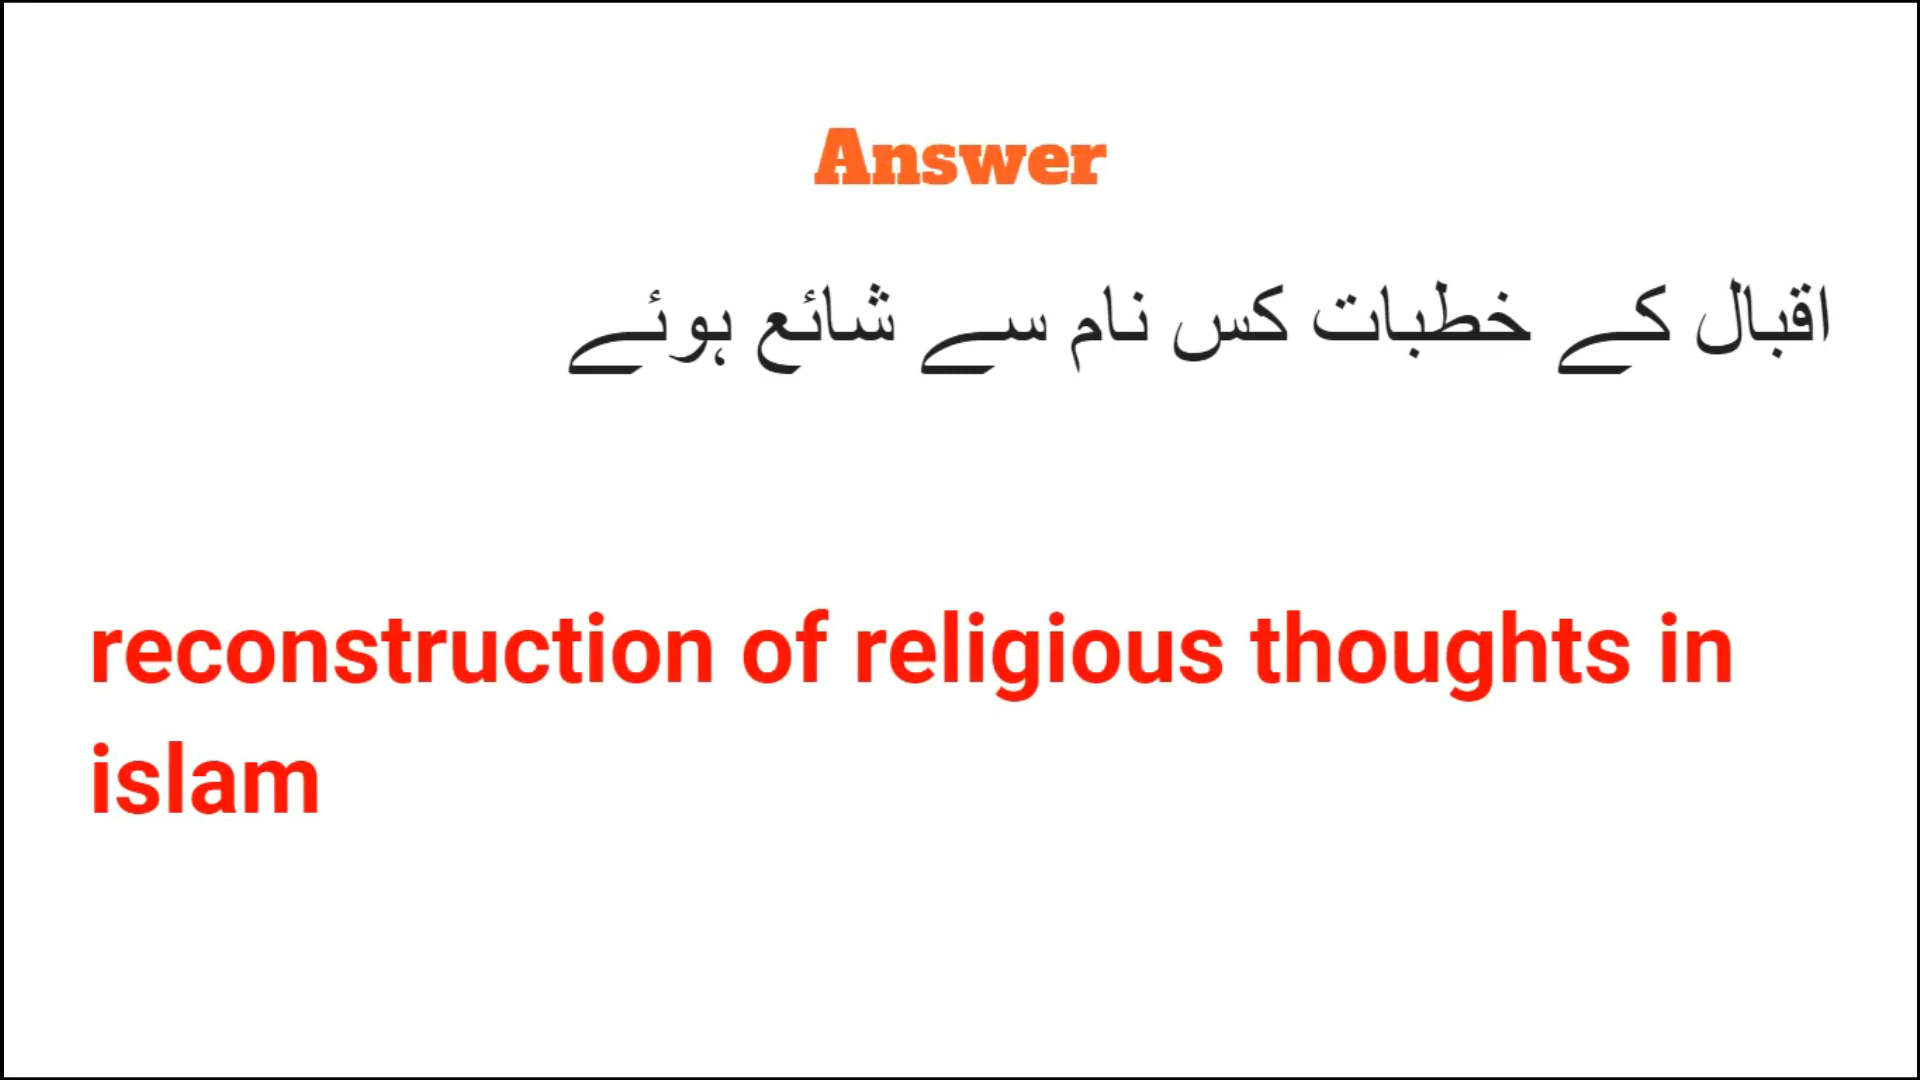 Answer
اقبال کے خطبات کس نام سے شائع ہوئے
reconstruction of religious thoughts in
islam